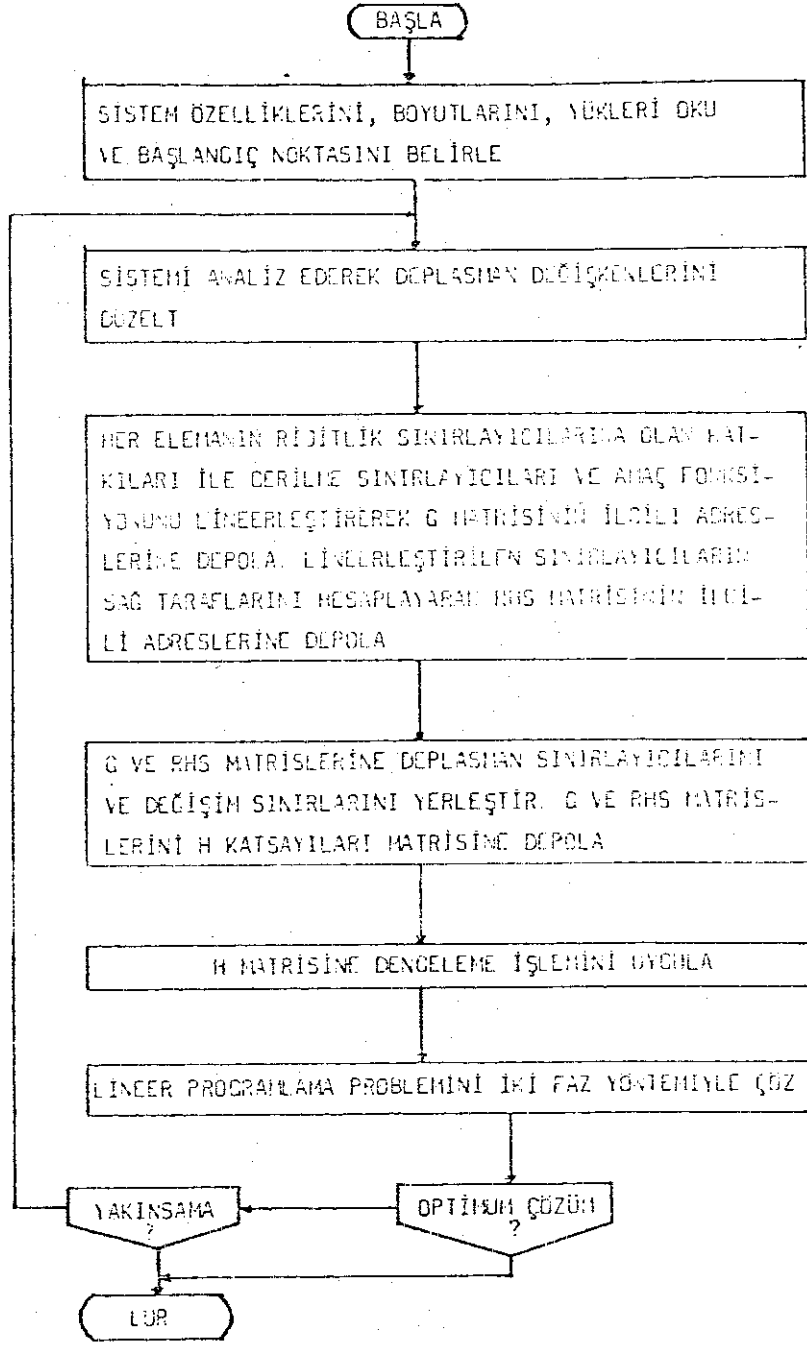 BAŞLA
SİSTEM ÖZELLİKLERİNİ, BOYUTLARINI, YÜKLERİ OKU
VE BAŞLANGIÇ NOKTASINI BELİRLE
SİSTEMİ ANALİZ EDEREK DEPLASMAN DEĞİŞKENLERİNİ
DÜZELT
HER ELEMANIN RİJİTLİK SINIRLAYICILARINA OLAN KAT-
KILARI İLE GERİLME SINIRLAYICILARI VE AMAÇ FONKSİ-
YONUNU LİNEERLEŞTİREREK G MATRİSİNİN İLGİLİ ADRES-
LERİNE DEPOLA. LİNEERLEŞTİRİLEN SINIRLAYICILARIN
SAĞ TARAFLARINI HESAPLAYARAK RHS MATRİSİNİN İLGİ-
Lİ ADRESLERİNE DEPOLA
G VE RHS MATRİSLERİNE DEPLASMAN SINIRLAYICILARINI
VE DEĞİŞİM SINIRLARINI YERLEŞTİR. G VE RHS MATRİS-
LERİNİ H KATSAYILARI MATRİSİNE DEPOLA
H MATRİSİNE DENGELEME İŞLEMİNİ UYGULA
LİNEER PROGRAMLAMA PROBLEMİNİ İKİ FAZ YÖNTEMİYLE ÇÖZ
YAKINSAMA
?
OPTİMUM ÇÖZÜM
?
DUR